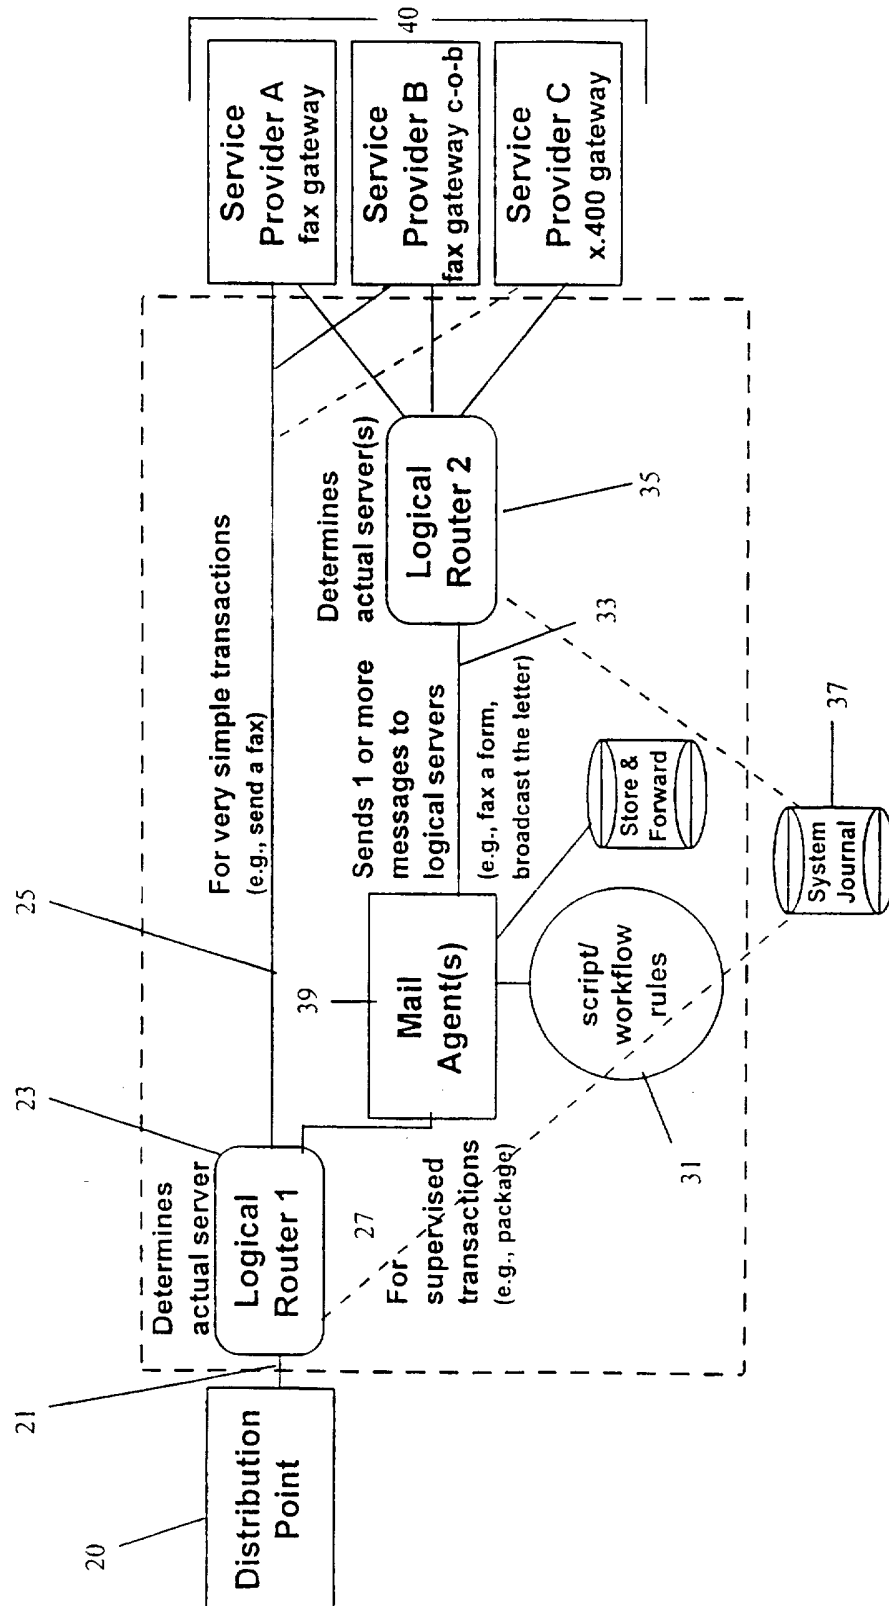 20
Distribution
Point
21
Determines
actual server
23
Logical
Router 1
25
For very simple transactions
(e.g., send a fax)
27
For
supervised
transactions
(e.g., package)
39
Mail
Agent(s)
31
script/
workflow
rules
Store &
Forward
Sends 1 or more
messages to
logical servers
(e.g., fax a form,
broadcast the letter)
33
Determines
actual server(s)
Logical
Router 2
35
System
Journal
37
Service
Provider A
fax gateway
Service
Provider B
fax gateway c-o-b
Service
Provider C
x.400 gateway
40